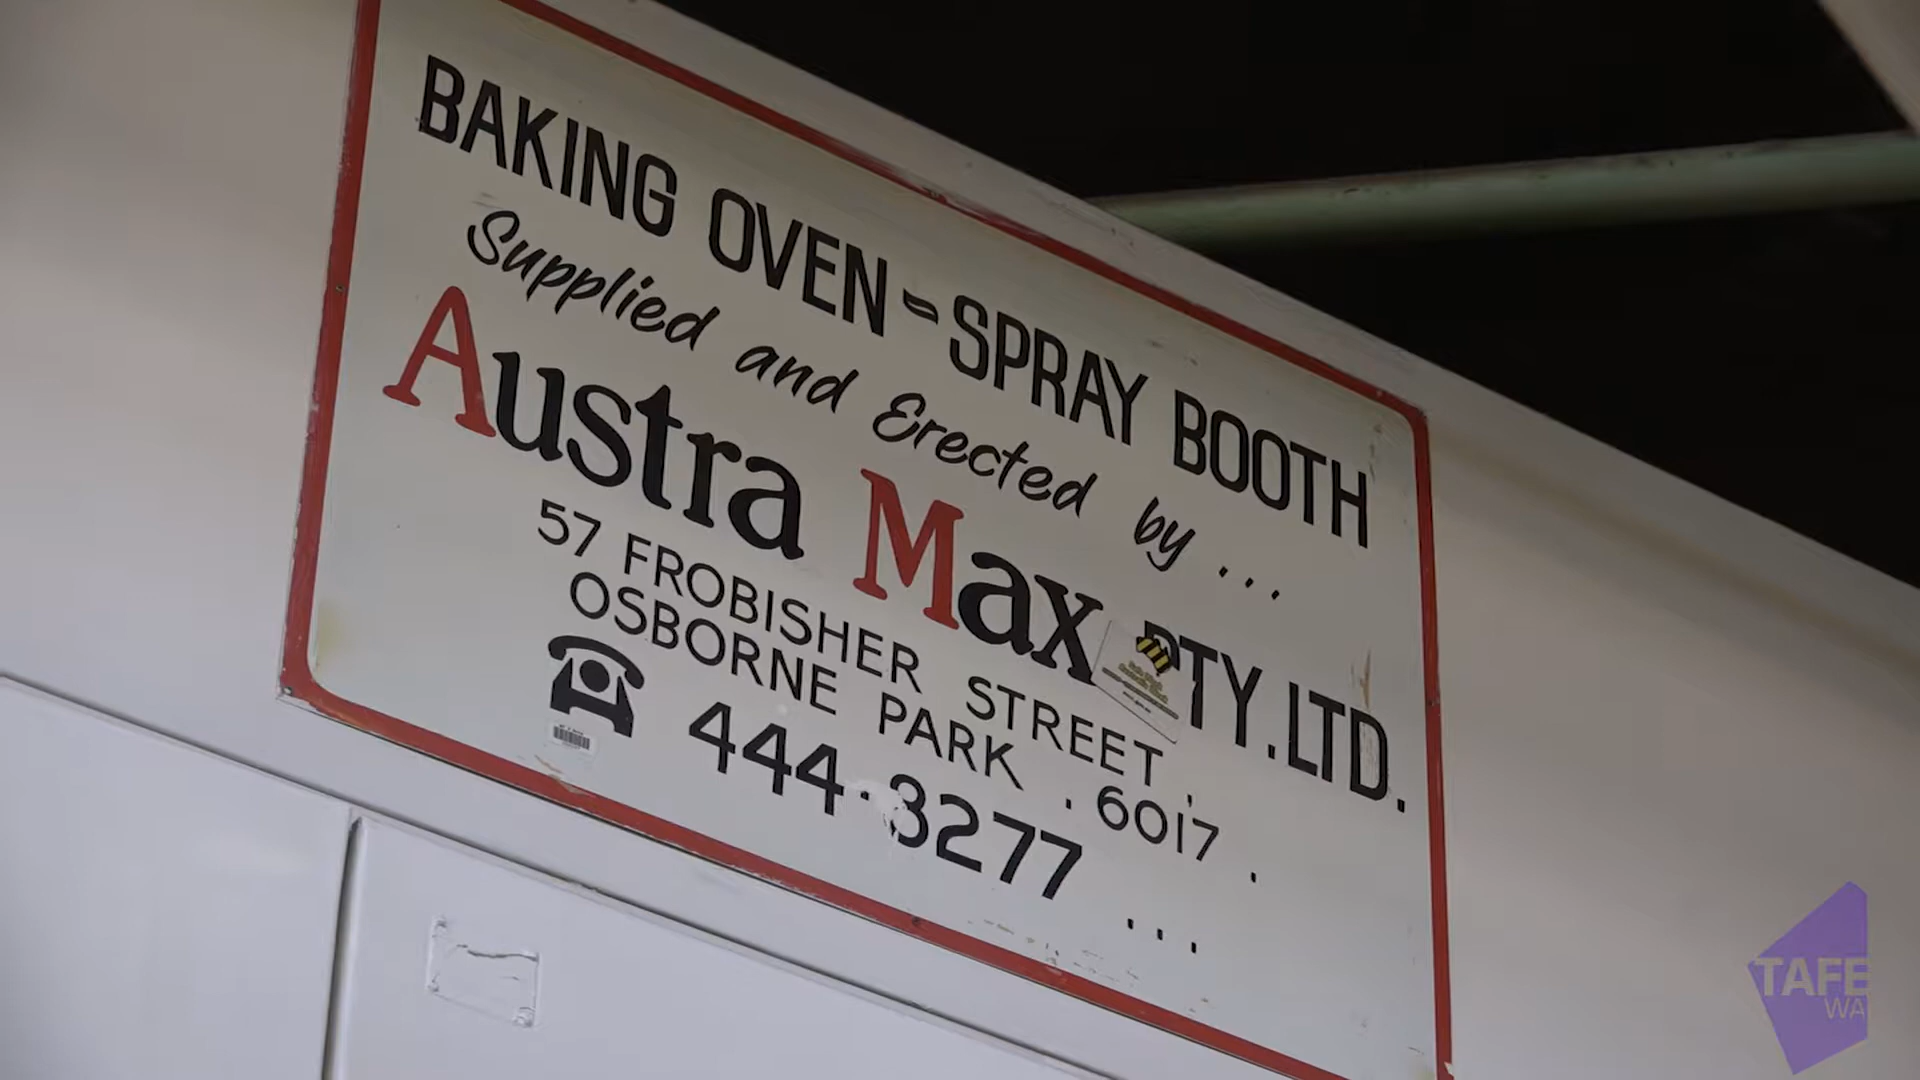 BAKING OVEN - SPRAY BOOTH
Supplied and Erected by ...
Austra Max PTY. LTD.
57 FROBISHER STREET,
OSBORNE PARK . 6017 .
444·3277 ...
TAFE
WA